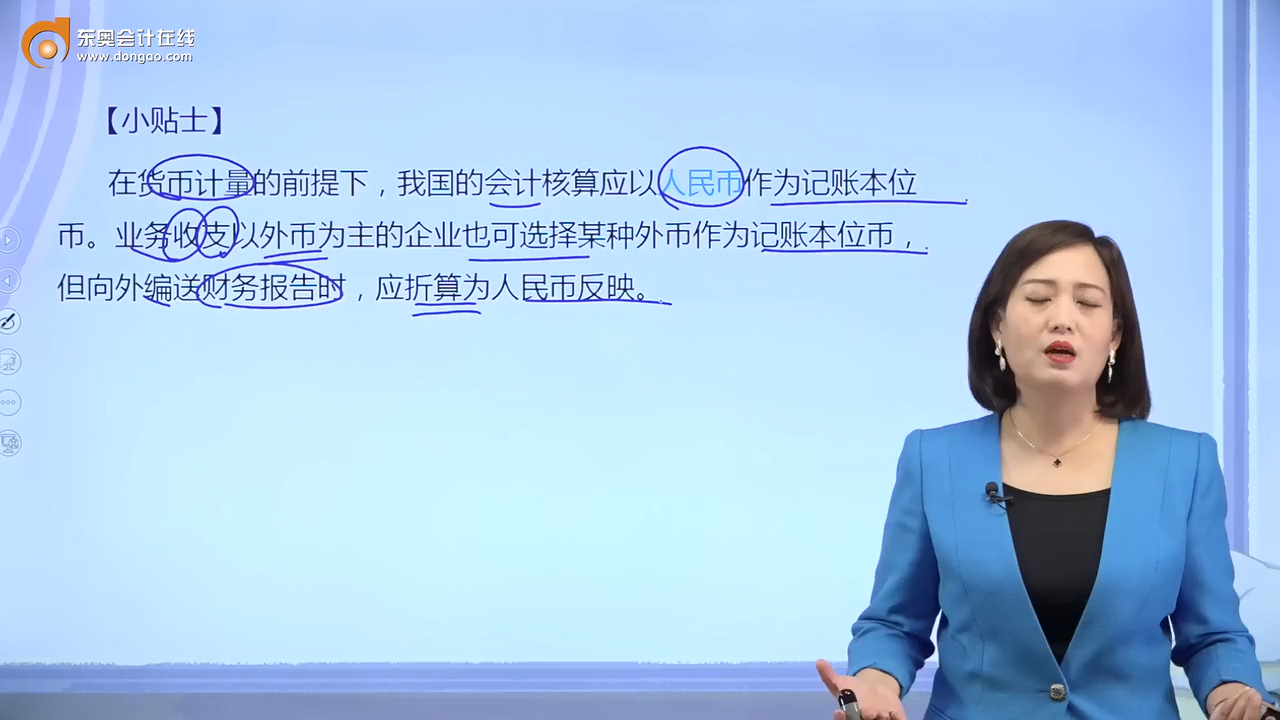 东奥会计在线
www.dongao.com
【小贴士】
在货币计量的前提下，我国的会计核算应以人民币作为记账本位
币。业务收支以外币为主的企业也可选择某种外币作为记账本位币，
但向外编送财务报告时，应折算为人民币反映。